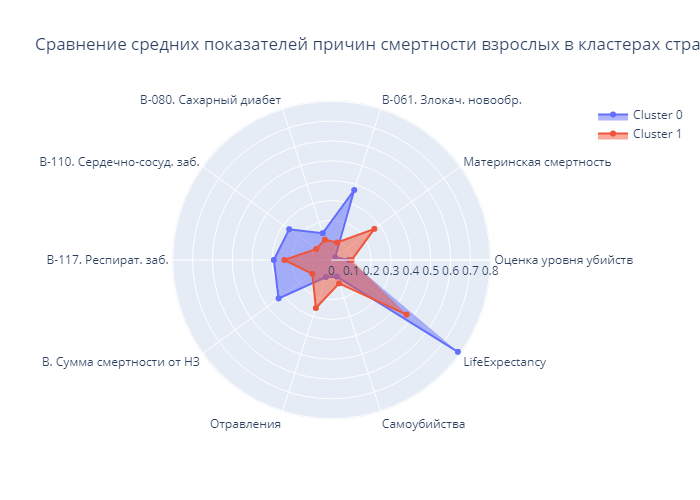 Сравнение средних показателей причин смертности взрослых в кластерах стра
B-080. Сахарный диабет
B-061. Злокач. новообр.
Cluster 0
Cluster 1
B-110. Сердечно-сосуд. заб.
Материнская смертность
B-117. Респират. заб.
0 0.1 0.2 0.3 0.4 0.5 0.6 0.7 0.8
Оценка уровня убийств
B. Сумма смертности от НЗ
LifeExpectancy
Отравления
Самоубийства